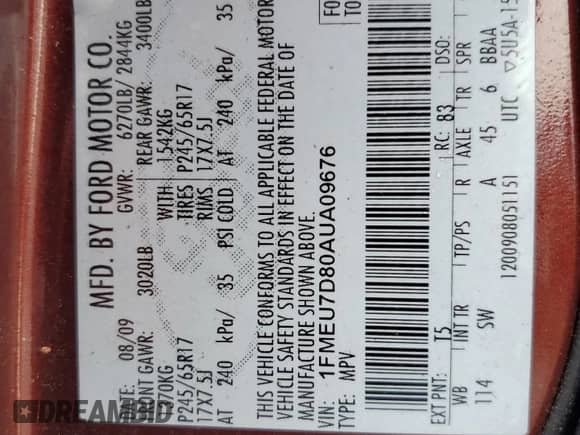 MFD. BY FORD MOTOR CO.
DATE: 08/09 GVWR: 6270LB/ 2844KG
FRONT GAWR: 3020LB REAR GAWR: 3400LB
1370KG WITH 1542KG
P245/65R17 TIRES P245/65R17
17X7.5J RIMS 17X7.5J
AT 240 kPa/ 35 PSI COLD AT 240 kPa/ 35
THIS VEHICLE CONFORMS TO ALL APPLICABLE FEDERAL MOTOR
VEHICLE SAFETY STANDARDS IN EFFECT ON THE DATE OF
MANUFACTURE SHOWN ABOVE.
VIN: 1FMEU7D80AUA09676
TYPE: MPV
EXT PNT: T5 RC: 83 DSO:
WB INT TR TP/PS R AXLE TR SPR
114 SW A 45 6 BBAA
1200908051151 UTC
DREAMBID